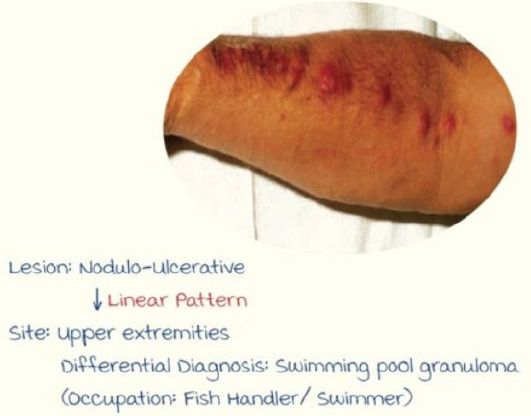 Lesion: Nodulo-ulcerative
↓ Linear Pattern
Site: upper extremities
Differential Diagnosis: Swimming pool granuloma
(Occupation: Fish Handler/ Swimmer)